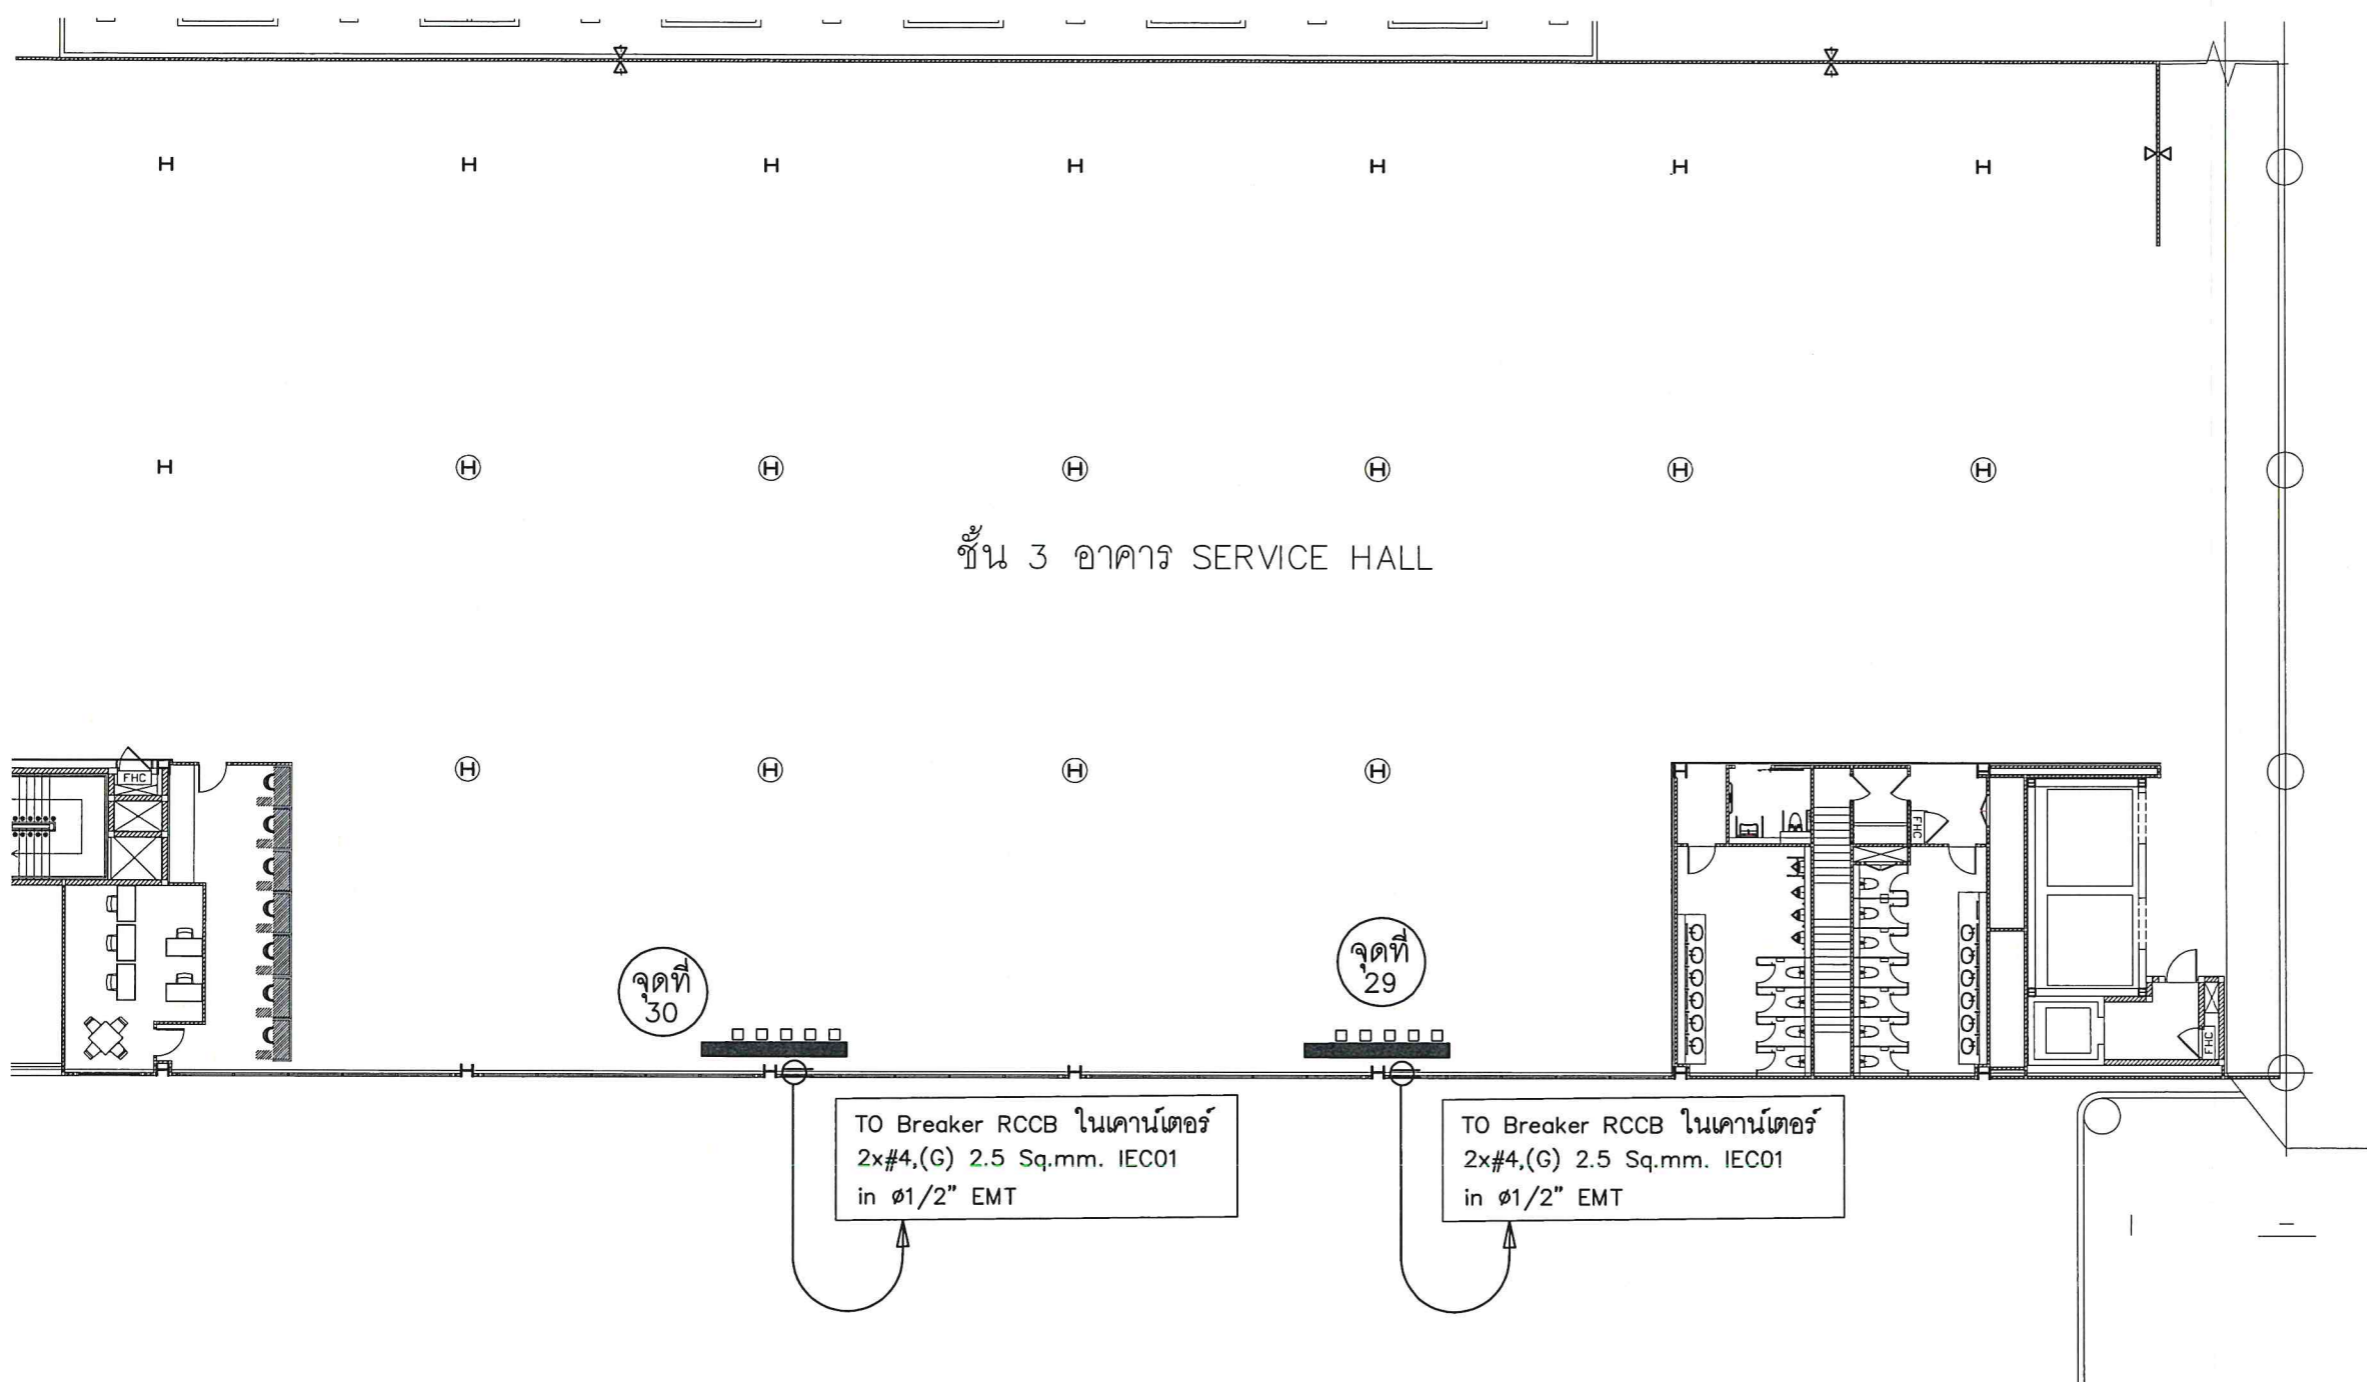 ชั้น 3 อาคาร SERVICE HALL
FHC
FHC
จุดที่
30
จุดที่
29
FHC
TO Breaker RCCB ในเคาน์เตอร์
2x#4,(G) 2.5 Sq.mm. IEC01
in ø1/2” EMT
TO Breaker RCCB ในเคาน์เตอร์
2x#4,(G) 2.5 Sq.mm. IEC01
in ø1/2” EMT